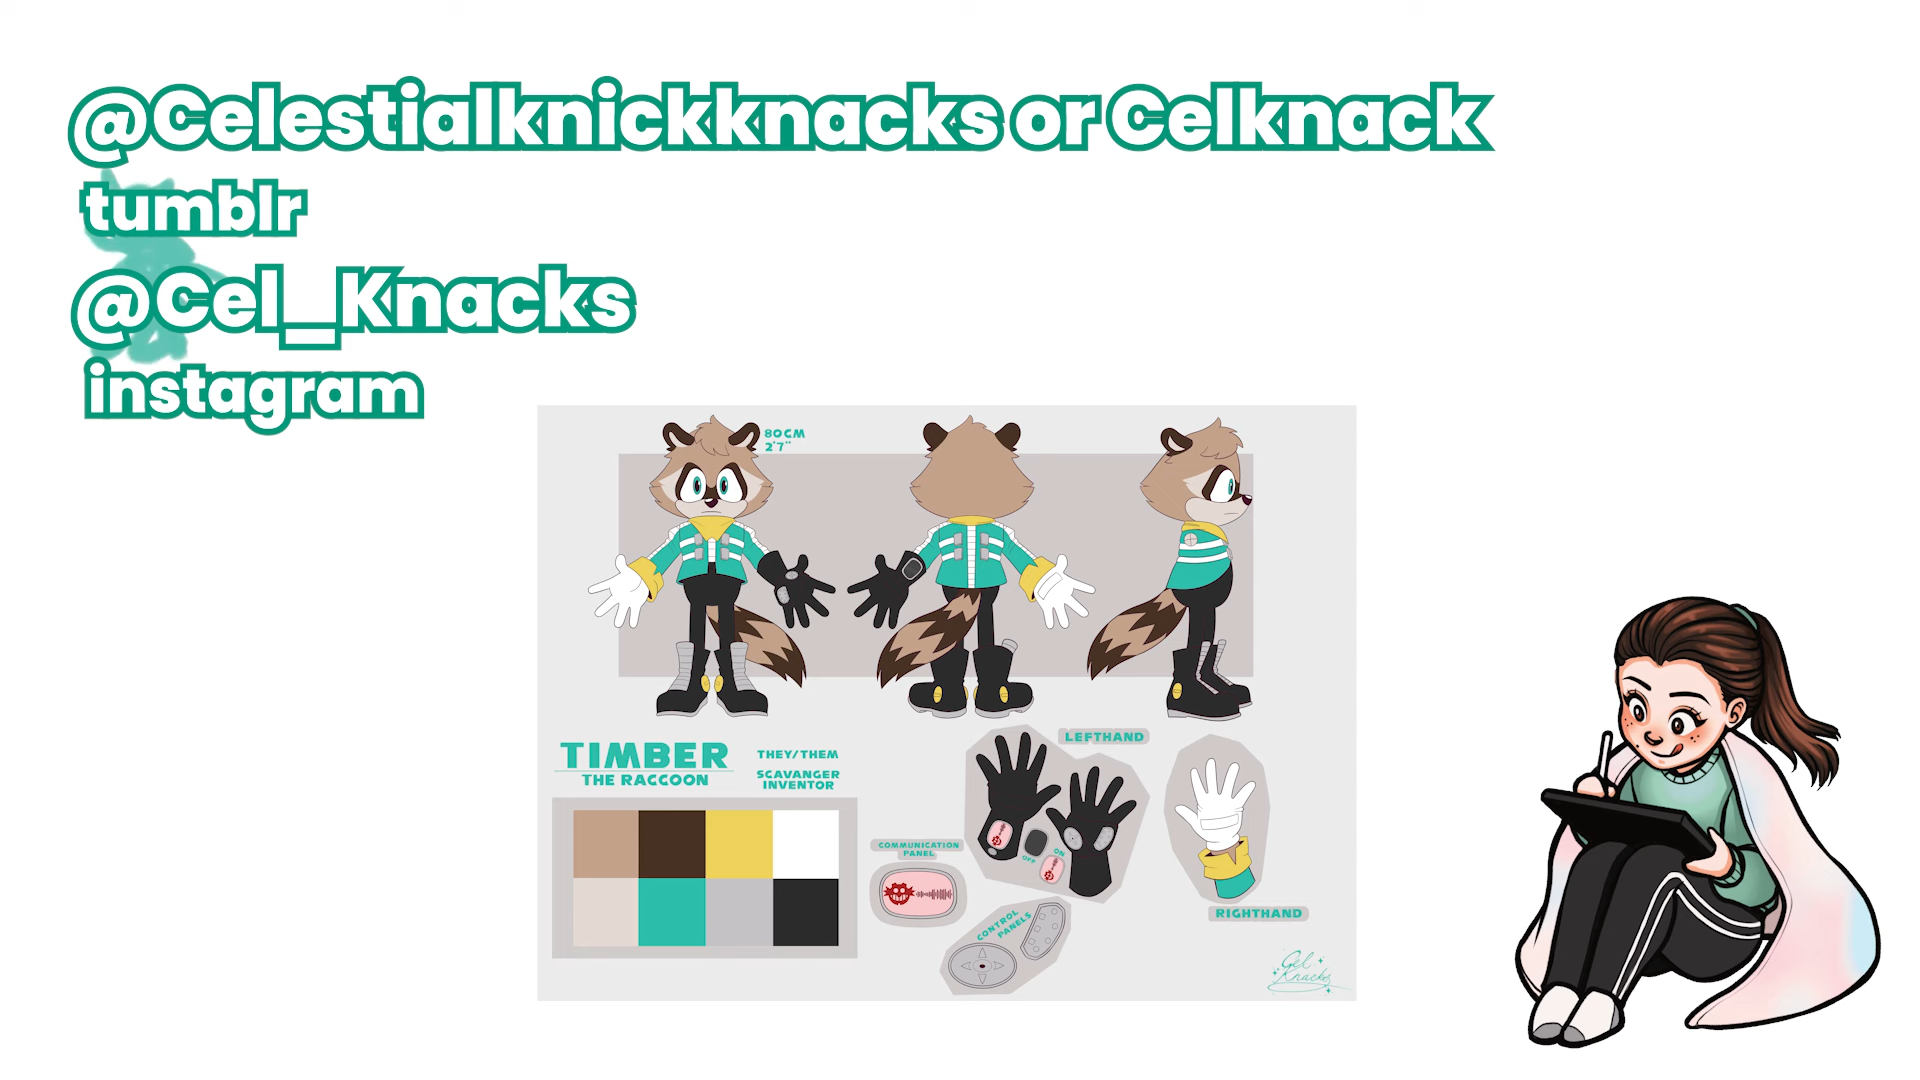 @Celestialknickknacks or Celknack
tumblr
@Cel_Knacks
instagram
80CM
2'7"
TIMBER
THE RACCOON
THEY/THEM
SCAVANGER
INVENTOR
LEFTHAND
COMMUNICATION
PANEL
OFF
ON
CONTROL
PANELS
RIGHTHAND
Cel
Knacks